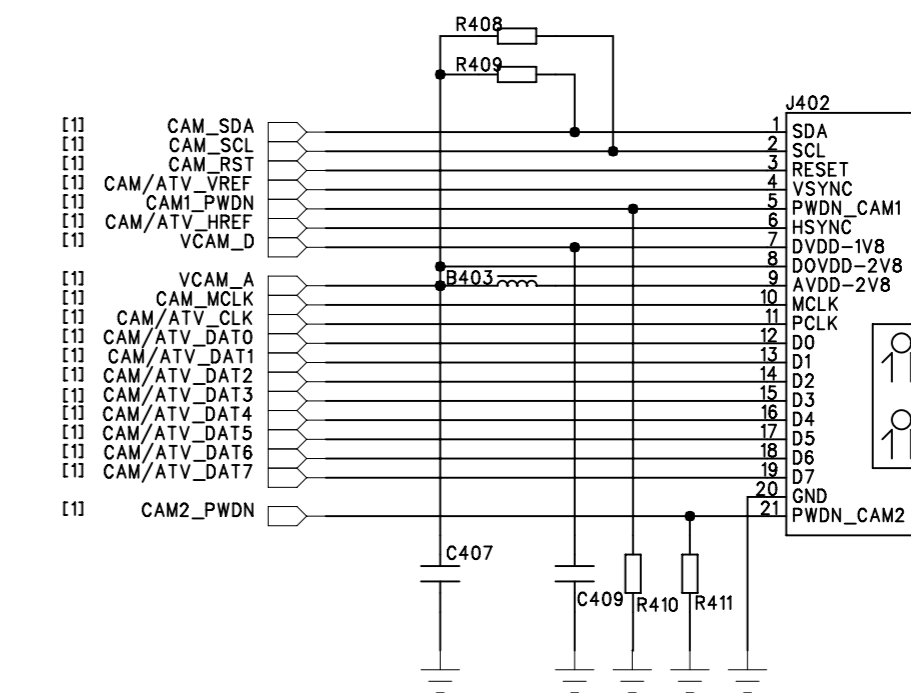 R408
R409
J402
[1] CAM_SDA 1 SDA
[1] CAM_SCL 2 SCL
[1] CAM_RST 3 RESET
[1] CAM/ATV_VREF 4 VSYNC
[1] CAM1_PWDN 5 PWDN_CAM1
[1] CAM/ATV_HREF 6 HSYNC
[1] VCAM_D 7 DVDD-1V8
8 DOVDD-2V8
[1] VCAM_A B403 9 AVDD-2V8
[1] CAM_MCLK 10 MCLK
[1] CAM/ATV_CLK 11 PCLK
[1] CAM/ATV_DAT0 12 D0
[1] CAM/ATV_DAT1 13 D1
[1] CAM/ATV_DAT2 14 D2
[1] CAM/ATV_DAT3 15 D3
[1] CAM/ATV_DAT4 16 D4
[1] CAM/ATV_DAT5 17 D5
[1] CAM/ATV_DAT6 18 D6
[1] CAM/ATV_DAT7 19 D7
20 GND
[1] CAM2_PWDN 21 PWDN_CAM2
C407
C409 R410 R411